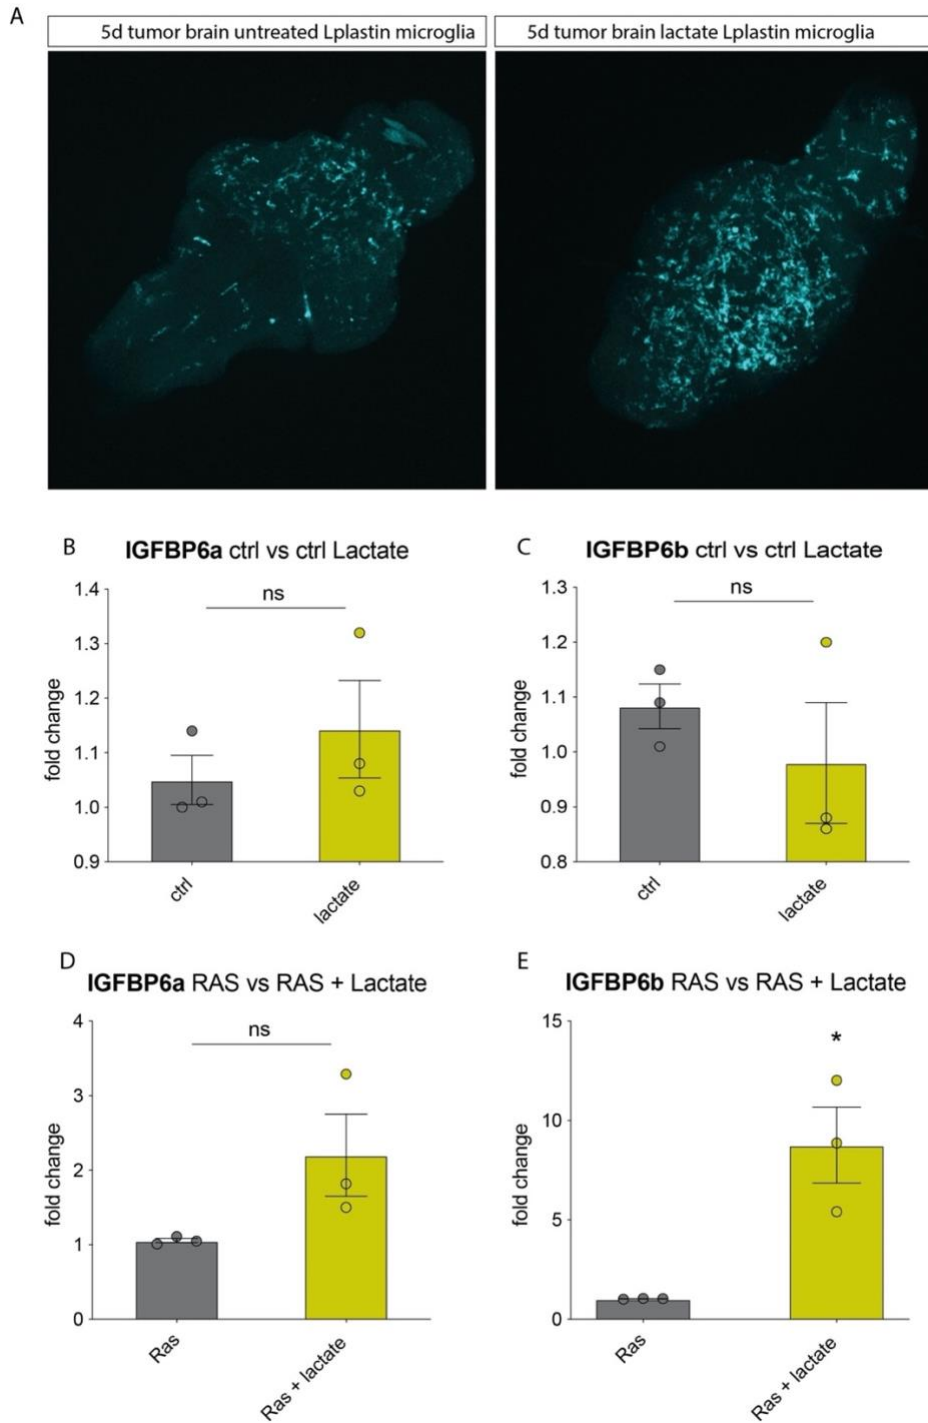 A
5d tumor brain untreated Lplastin microglia
5d tumor brain lactate Lplastin microglia
B
IGFBP6a ctrl vs ctrl Lactate
ns
fold change
1.4
1.3
1.2
1.1
1.0
0.9
ctrl
lactate
C
IGFBP6b ctrl vs ctrl Lactate
ns
fold change
1.3
1.2
1.1
1.0
0.9
0.8
ctrl
lactate
D
IGFBP6a RAS vs RAS + Lactate
ns
fold change
4
3
2
1
0
Ras
Ras + lactate
E
IGFBP6b RAS vs RAS + Lactate
*
fold change
15
10
5
0
Ras
Ras + lactate